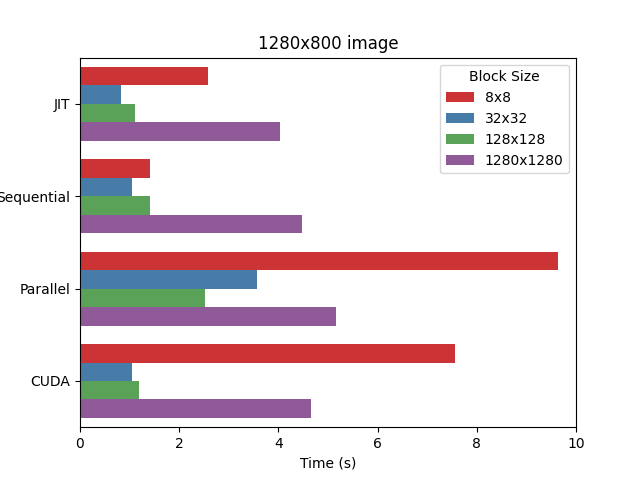 1280x800 image
Block Size
8x8
32x32
128x128
1280x1280
JIT
Sequential
Parallel
CUDA
0 2 4 6 8 10
Time (s)